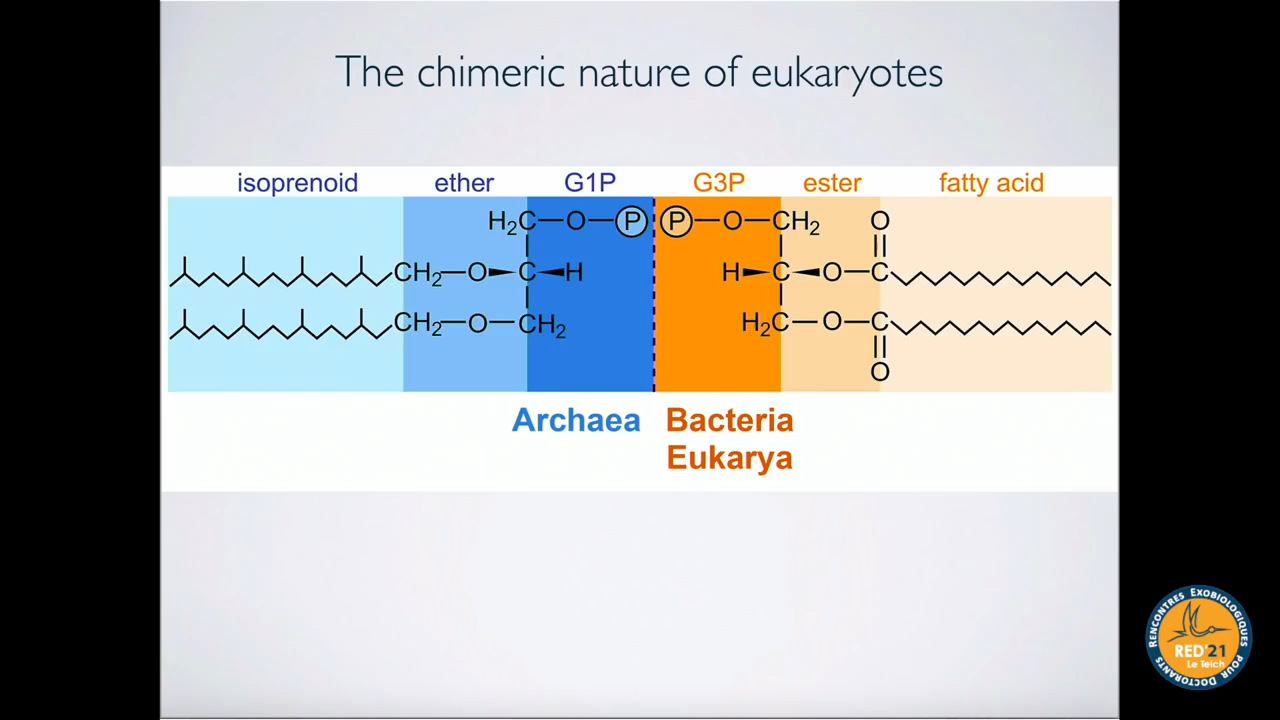 The chimeric nature of eukaryotes
isoprenoid ether G1P G3P ester fatty acid
H₂C—O—P P—O—CH₂ O
CH₂—O C H H C O—C
CH₂—O—CH₂ H₂C—O—C
O
Archaea Bacteria
Eukarya
RENCONTRES EXOBIOLOGIQUES
POUR DOCTORANTS
RED'21
Le Teich